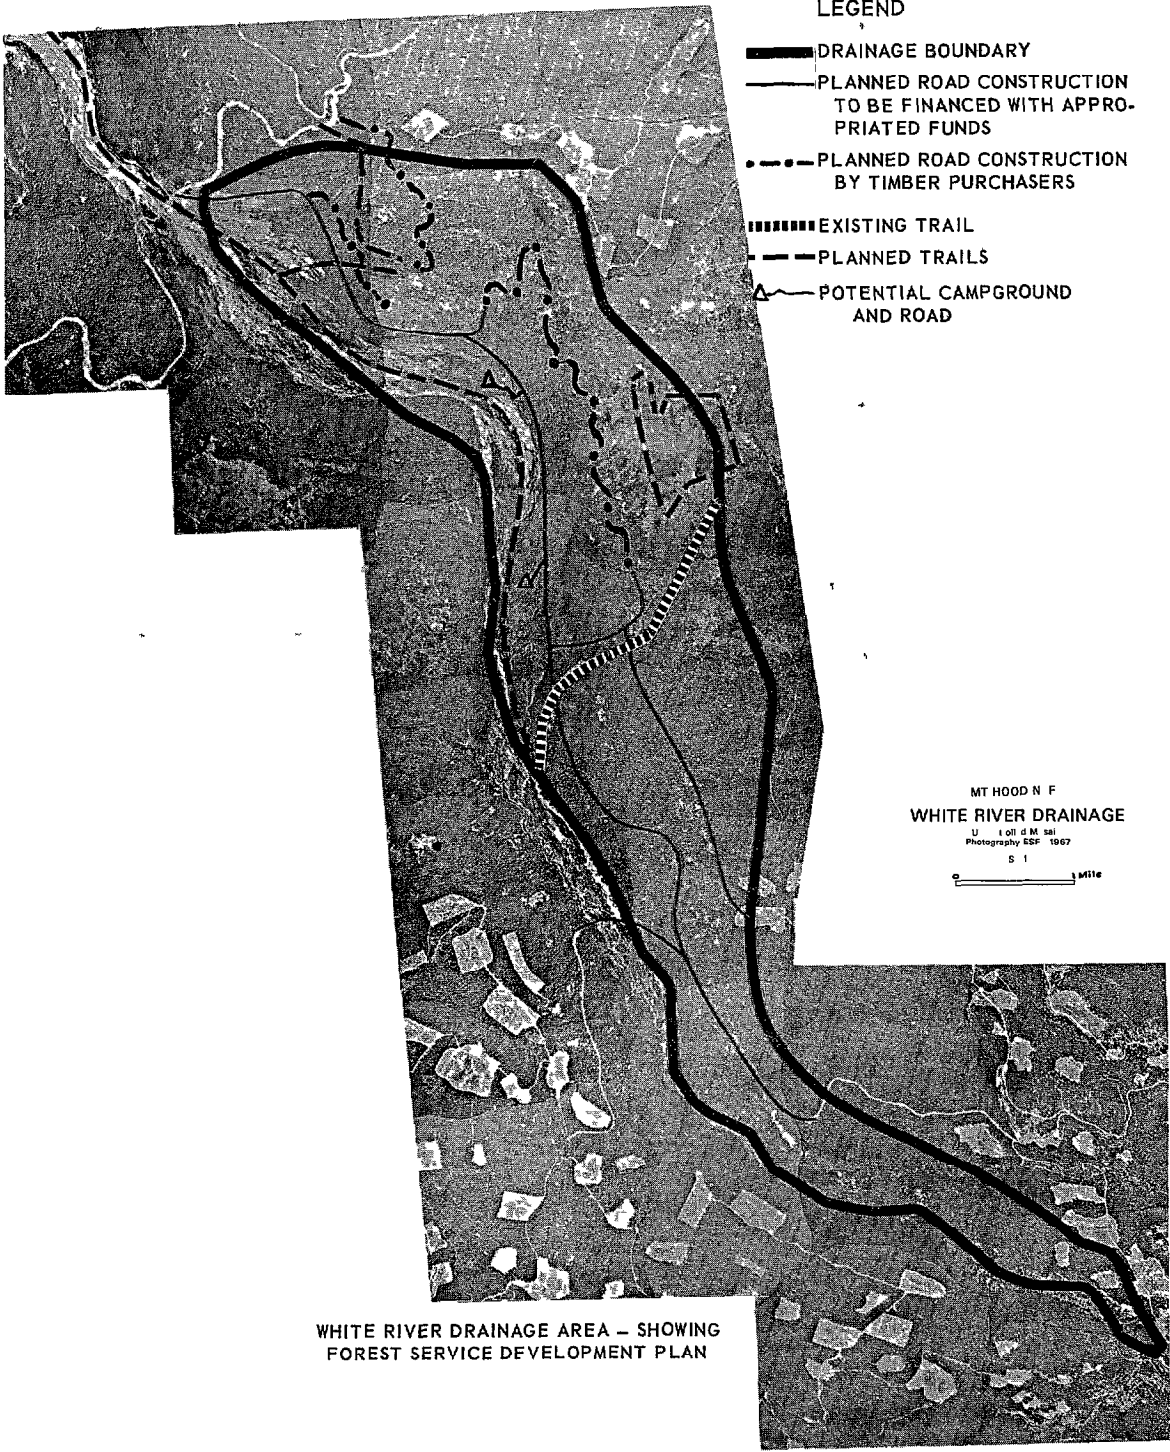 LEGEND
DRAINAGE BOUNDARY
PLANNED ROAD CONSTRUCTION
TO BE FINANCED WITH APPRO-
PRIATED FUNDS
PLANNED ROAD CONSTRUCTION
BY TIMBER PURCHASERS
EXISTING TRAIL
PLANNED TRAILS
POTENTIAL CAMPGROUND
AND ROAD
MT HOOD N F
WHITE RIVER DRAINAGE
Photography ESF 1967
0 1 Mile
WHITE RIVER DRAINAGE AREA – SHOWING
FOREST SERVICE DEVELOPMENT PLAN